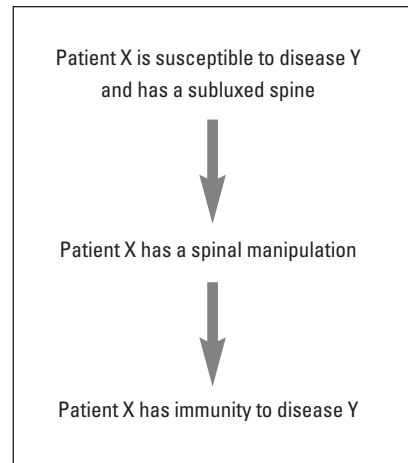 Patient X is susceptible to disease Y
and has a subluxed spine
Patient X has a spinal manipulation
Patient X has immunity to disease Y